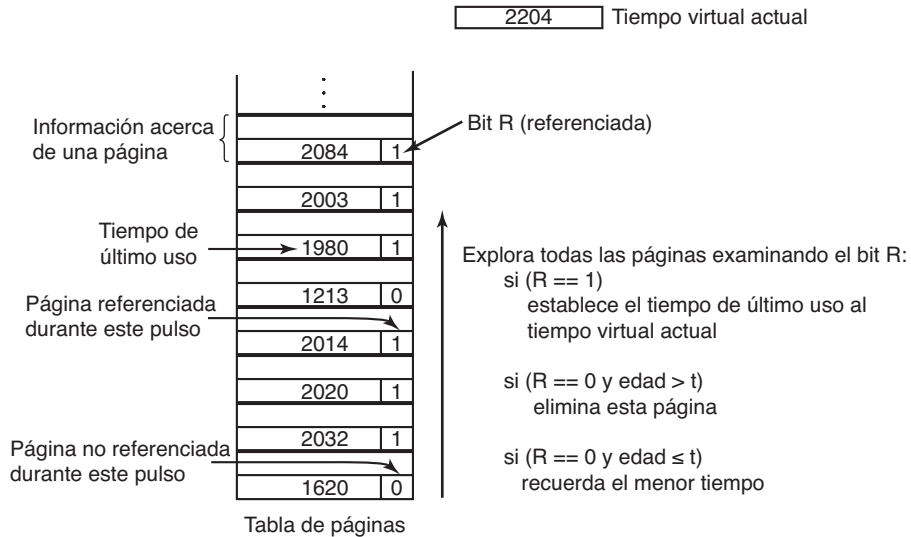 2204 Tiempo virtual actual
Información acerca
de una página
Bit R (referenciada)
2084 1
2003 1
Tiempo de
último uso
1980 1
Explora todas las páginas examinando el bit R:
si (R == 1)
establece el tiempo de último uso al
tiempo virtual actual
1213 0
Página referenciada
durante este pulso
2014 1
si (R == 0 y edad > t)
elimina esta página
2020 1
2032 1
Página no referenciada
durante este pulso
si (R == 0 y edad ≤ t)
recuerda el menor tiempo
1620 0
Tabla de páginas